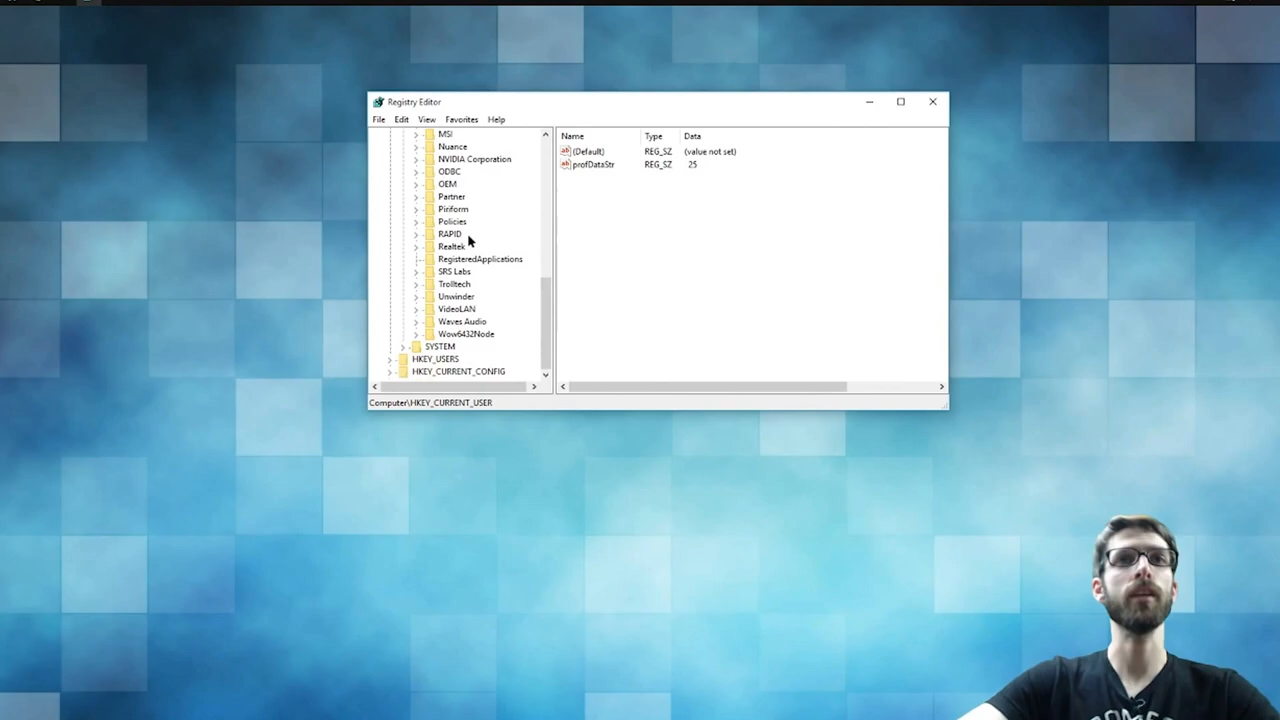 Registry Editor
File Edit View Favorites Help
MSI
Nuance
NVIDIA Corporation
ODBC
OEM
Partner
Piriform
Policies
RAPID
Realtek
RegisteredApplications
SRS Labs
Trolltech
Unwinder
VideoLAN
Waves Audio
Wow6432Node
SYSTEM
HKEY_USERS
HKEY_CURRENT_CONFIG
Name Type Data
(Default) REG_SZ (value not set)
profDataStr REG_SZ 25
Computer\HKEY_CURRENT_USER